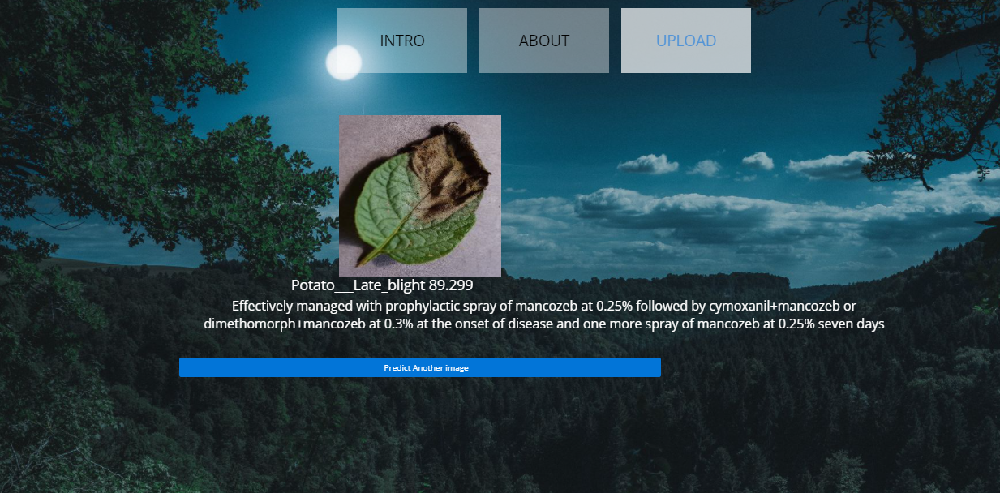 INTRO ABOUT UPLOAD
Potato___Late_blight 89.299
Effectively managed with prophylactic spray of mancozeb at 0.25% followed by cymoxanil+mancozeb or
dimethomorph+mancozeb at 0.3% at the onset of disease and one more spray of mancozeb at 0.25% seven days
Predict Another image